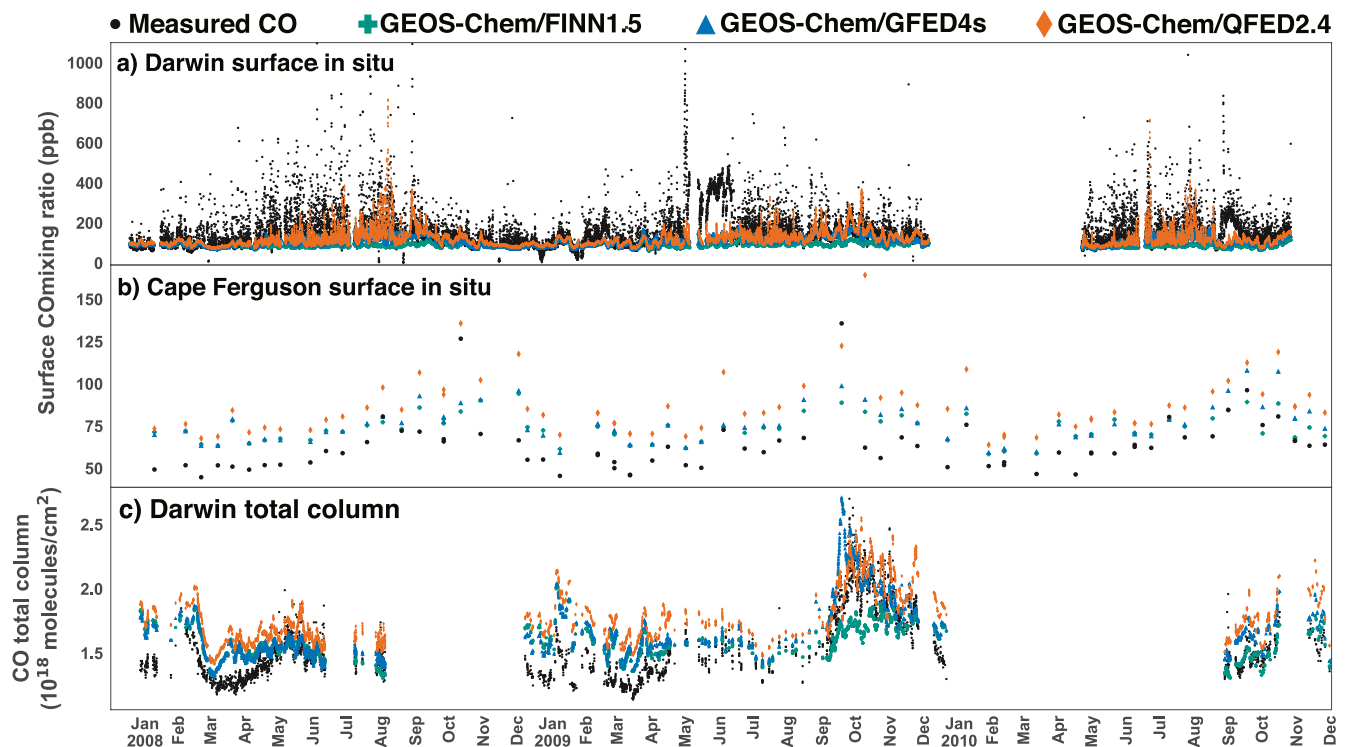 Measured CO GEOS-Chem/FINN1.5 GEOS-Chem/GFED4s GEOS-Chem/QFED2.4
a) Darwin surface in situ
1000
800
600
400
200
0
Surface COmixing ratio (ppb)
b) Cape Ferguson surface in situ
150
125
100
75
50
c) Darwin total column
CO total column
(10¹⁸ molecules/cm²)
2.5
2.0
1.5
Jan Feb Mar Apr May Jun Jul Aug Sep Oct Nov Dec Jan Feb Mar Apr May Jun Jul Aug Sep Oct Nov Dec Jan Feb Mar Apr May Jun Jul Aug Sep Oct Nov Dec
2008 2009 2010